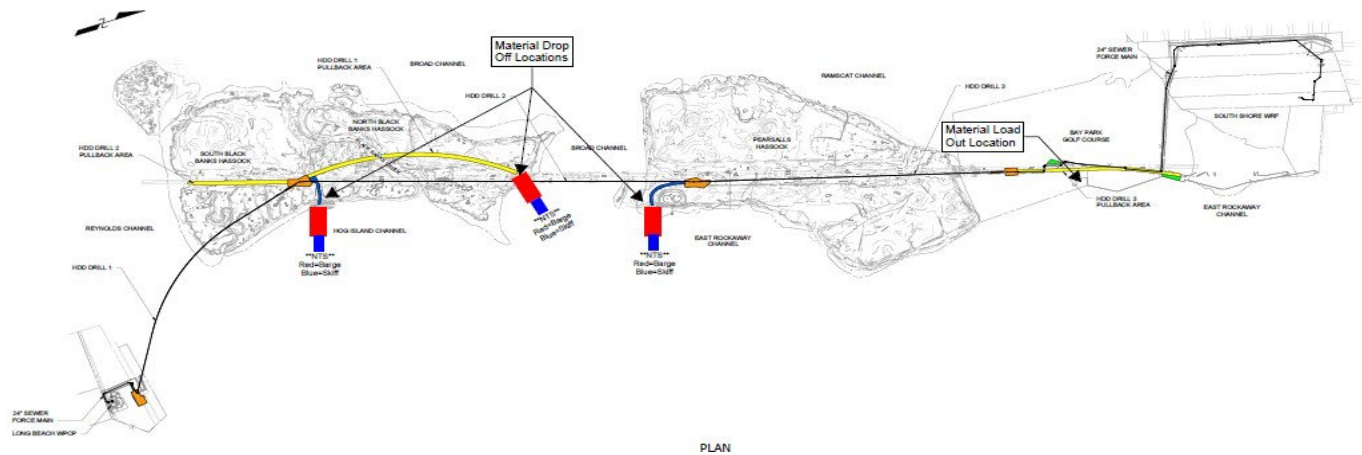 Z
Material Drop
Off Locations
HDD DRILL 1
PULLBACK AREA
BROAD CHANNEL
HDD DRILL 2
RAMSCAT CHANNEL
24" SEWER
FORCE MAIN
HDD DRILL 3
SOUTH SHORE WRF
NORTH BLACK
BANKS HASSOCK
SOUTH BLACK
BANKS HASSOCK
HDD DRILL 2
PULLBACK AREA
BROAD CHANNEL
PEARSALLS
HASSOCK
Material Load
Out Location
BAY PARK
GOLF COURSE
HDD DRILL 3
PULLBACK AREA
EAST ROCKAWAY
CHANNEL
REYNOLDS CHANNEL
HOG ISLAND CHANNEL
**NTS**
Red=Barge
Blue=Skiff
**NTS**
Red=Barge
Blue=Skiff
EAST ROCKAWAY
CHANNEL
**NTS**
Red=Barge
Blue=Skiff
HDD DRILL 1
24" SEWER
FORCE MAIN
LONG BEACH WPCP
PLAN